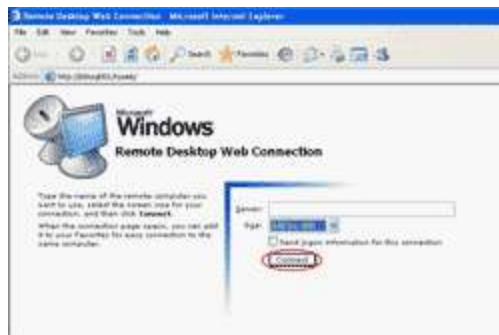 Remote Desktop Web Connection - Microsoft Internet Explorer
File Edit View Favorites Tools Help
Search Favorites
Address
Microsoft
Windows
Remote Desktop Web Connection
Type the name of the remote computer you
want to use, select the screen size for your
connection, and then click Connect.
When the connection page opens, you can add
it to your Favorites for easy connection to the
same computer.
Server:
Size:
Send logon information for this connection
Connect